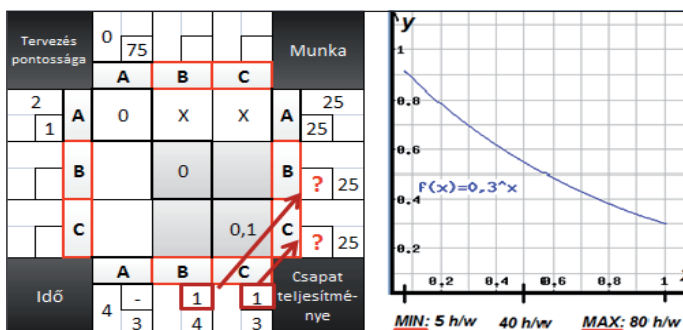 Tervezés pontossága
0
75
Munka
A B C
2
1
A
0 X X
A
25
25
B
0
B
?
25
C
0,1
C
?
25
A B C
Idő
4
-
3
1
4
1
3
Csapat teljesítménye
y
1
0.8
0.6
0.4
0.2
f(x)=0,3^x
0.2 0.4 0.6 0.8 1
MIN: 5 h/w 40 h/w MAX: 80 h/w